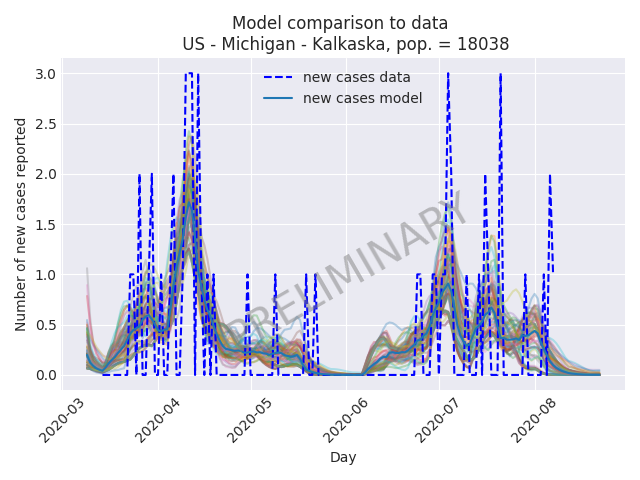 Model comparison to data
US - Michigan - Kalkaska, pop. = 18038
new cases data
new cases model
3.0
2.5
2.0
1.5
1.0
0.5
0.0
Number of new cases reported
PRELIMINARY
2020-03
2020-04
2020-05
2020-06
2020-07
2020-08
Day